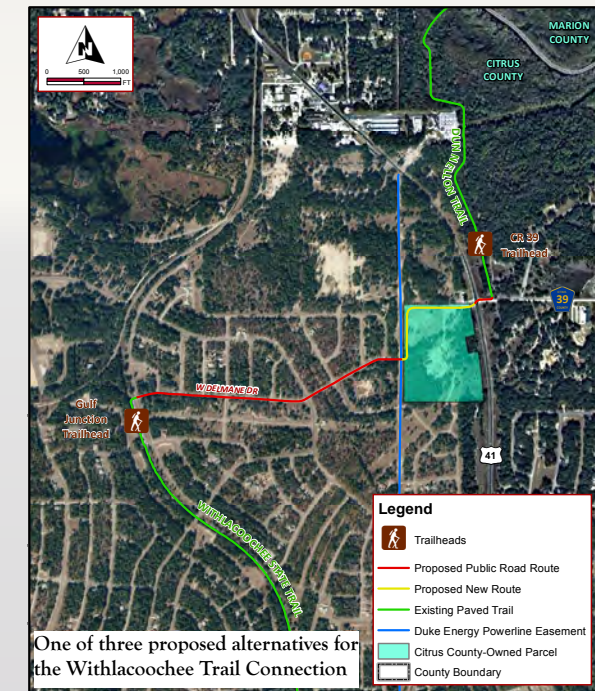 N
0 500 1,000
FT
MARION
COUNTY
CITRUS
COUNTY
DUNNELLON TRAIL
CR 39
Trailhead
39
W DELMANE DR
Gulf
Junction
Trailhead
41
WITHLACOOCHEE STATE TRAIL
Legend
Trailheads
Proposed Public Road Route
Proposed New Route
Existing Paved Trail
Duke Energy Powerline Easement
Citrus County-Owned Parcel
County Boundary
One of three proposed alternatives for
the Withlacoochee Trail Connection